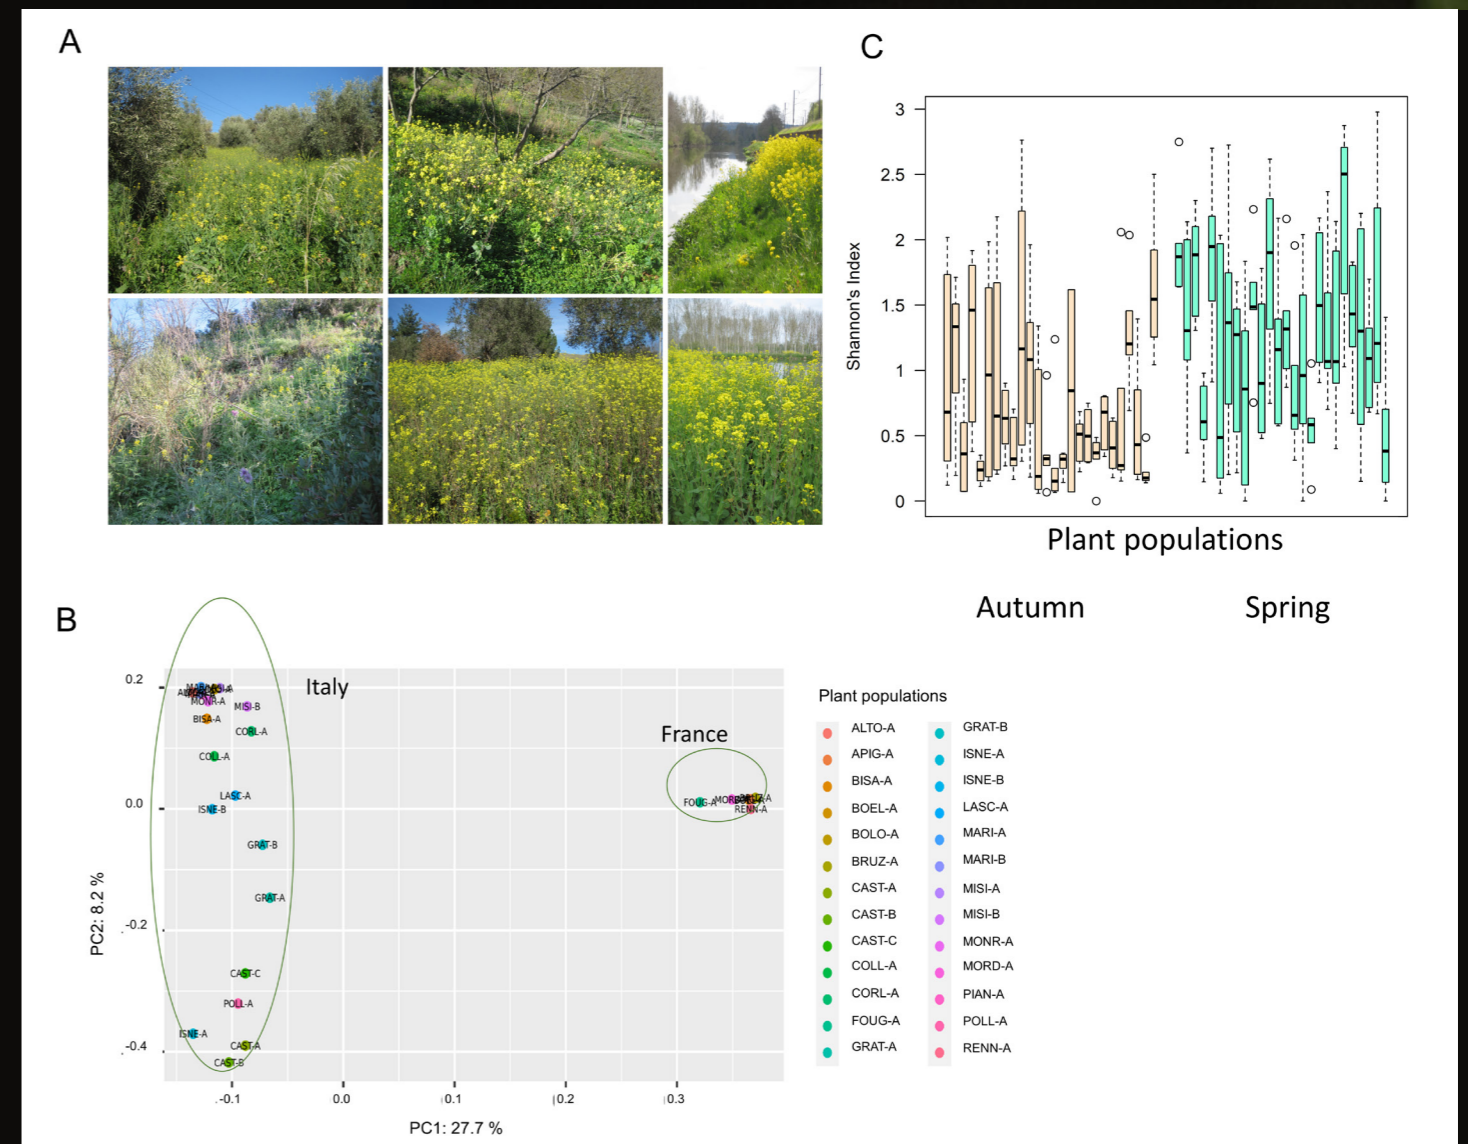 A
C
3
2.5
2
1.5
1
0.5
0
Shannon's Index
Plant populations
Autumn
Spring
B
Italy
France
0.2
0.0
-0.2
-0.4
PC2: 8.2 %
MONR-A
MISI-B
BISA-A
CORL-A
COLL-A
LASC-A
ISNE-B
GRAT-B
GRAT-A
CAST-C
POLL-A
ISNE-A
CAST-A
CAST-B
FOUG-A
RENN-A
-0.1
0.0
0.1
0.2
0.3
PC1: 27.7 %
Plant populations
ALTO-A
APIG-A
BISA-A
BOEL-A
BOLO-A
BRUZ-A
CAST-A
CAST-B
CAST-C
COLL-A
CORL-A
FOUG-A
GRAT-A
GRAT-B
ISNE-A
ISNE-B
LASC-A
MARI-A
MARI-B
MISI-A
MISI-B
MONR-A
MORD-A
PIAN-A
POLL-A
RENN-A